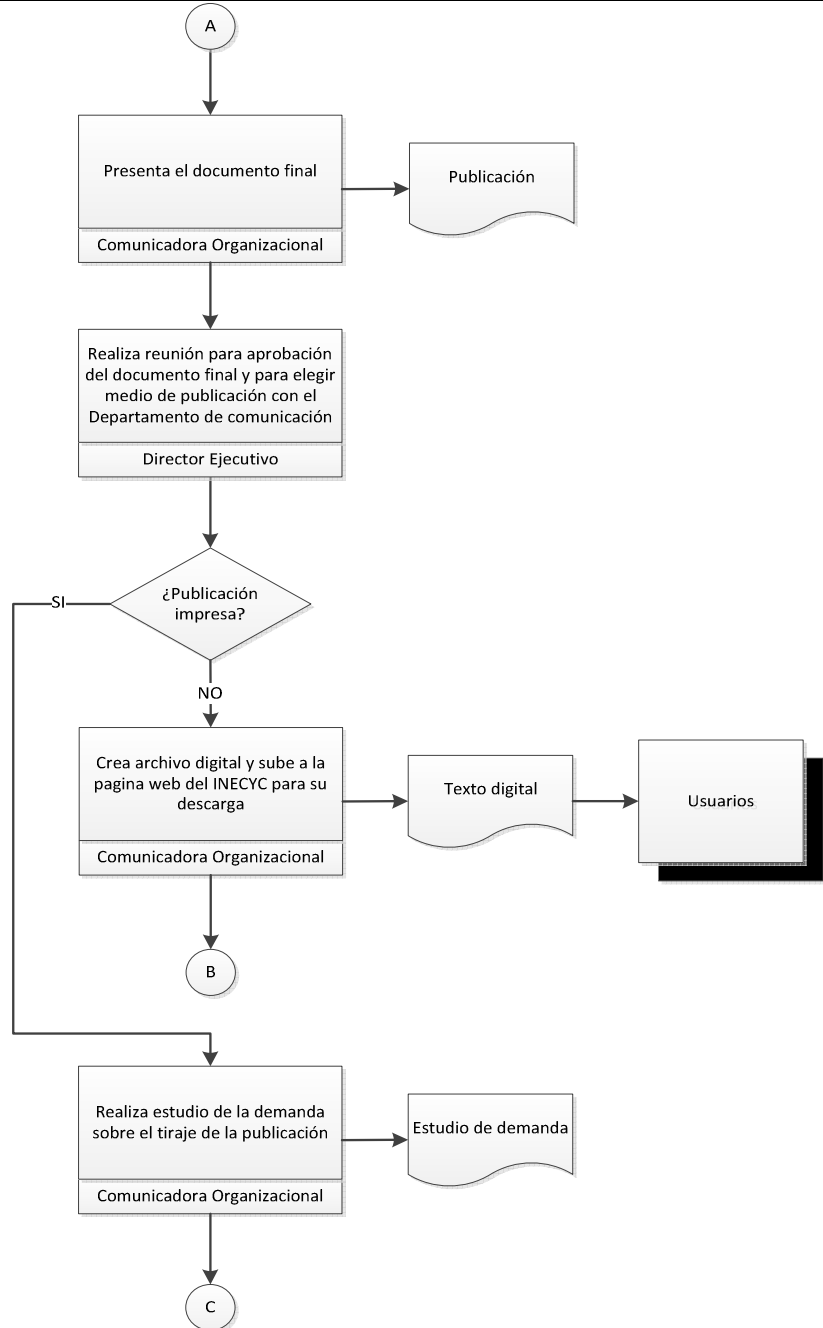 A
Presenta el documento final
Publicación
Comunicadora Organizacional
Realiza reunión para aprobación
del documento final y para elegir
medio de publicación con el
Departamento de comunicación
Director Ejecutivo
¿Publicación
impresa?
SI
NO
Crea archivo digital y sube a la
pagina web del INECYC para su
descarga
Texto digital
Usuarios
Comunicadora Organizacional
B
Realiza estudio de la demanda
sobre el tiraje de la publicación
Estudio de demanda
Comunicadora Organizacional
C